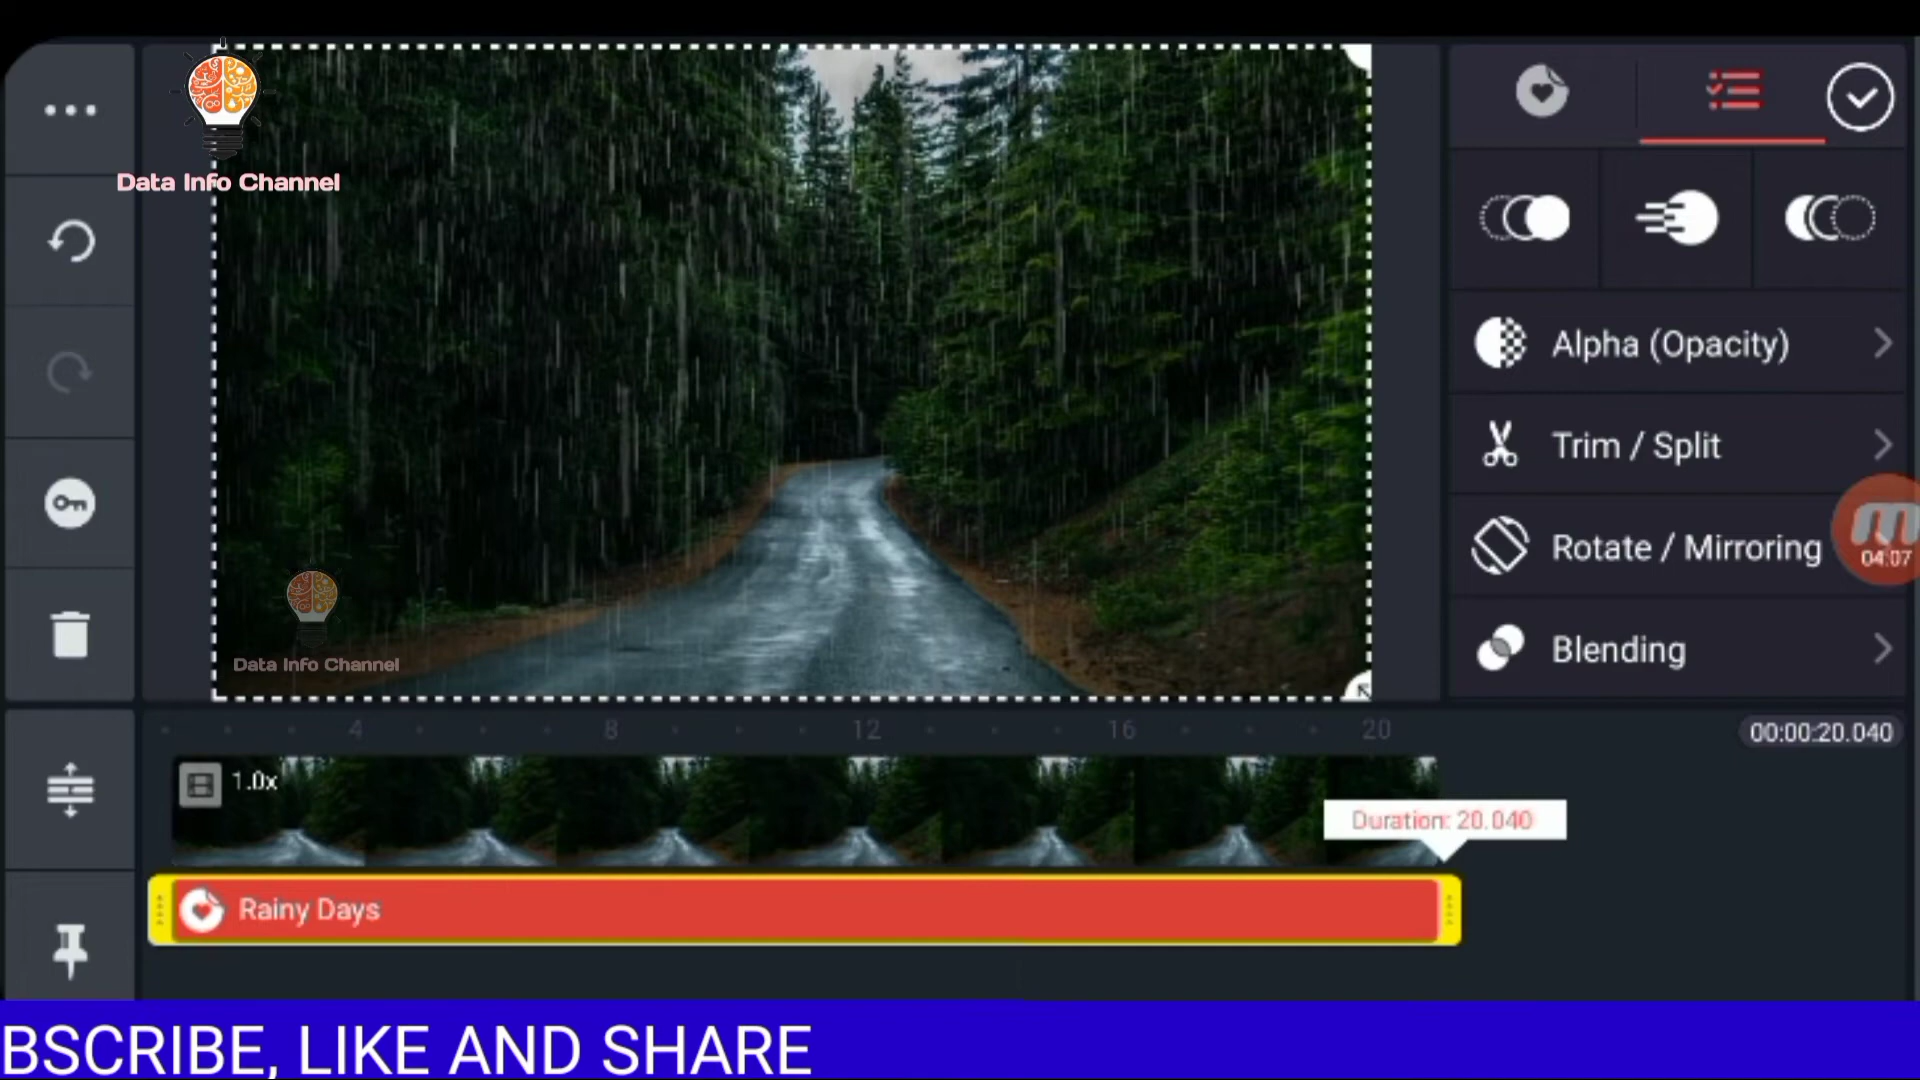 Data Info Channel
Alpha (Opacity)
Trim / Split
Rotate / Mirroring
04:07
Blending
Data Info Channel
4 8 12 16 20
00:00:20.040
1.0x
Duration: 20.040
Rainy Days
BSCRIBE, LIKE AND SHARE